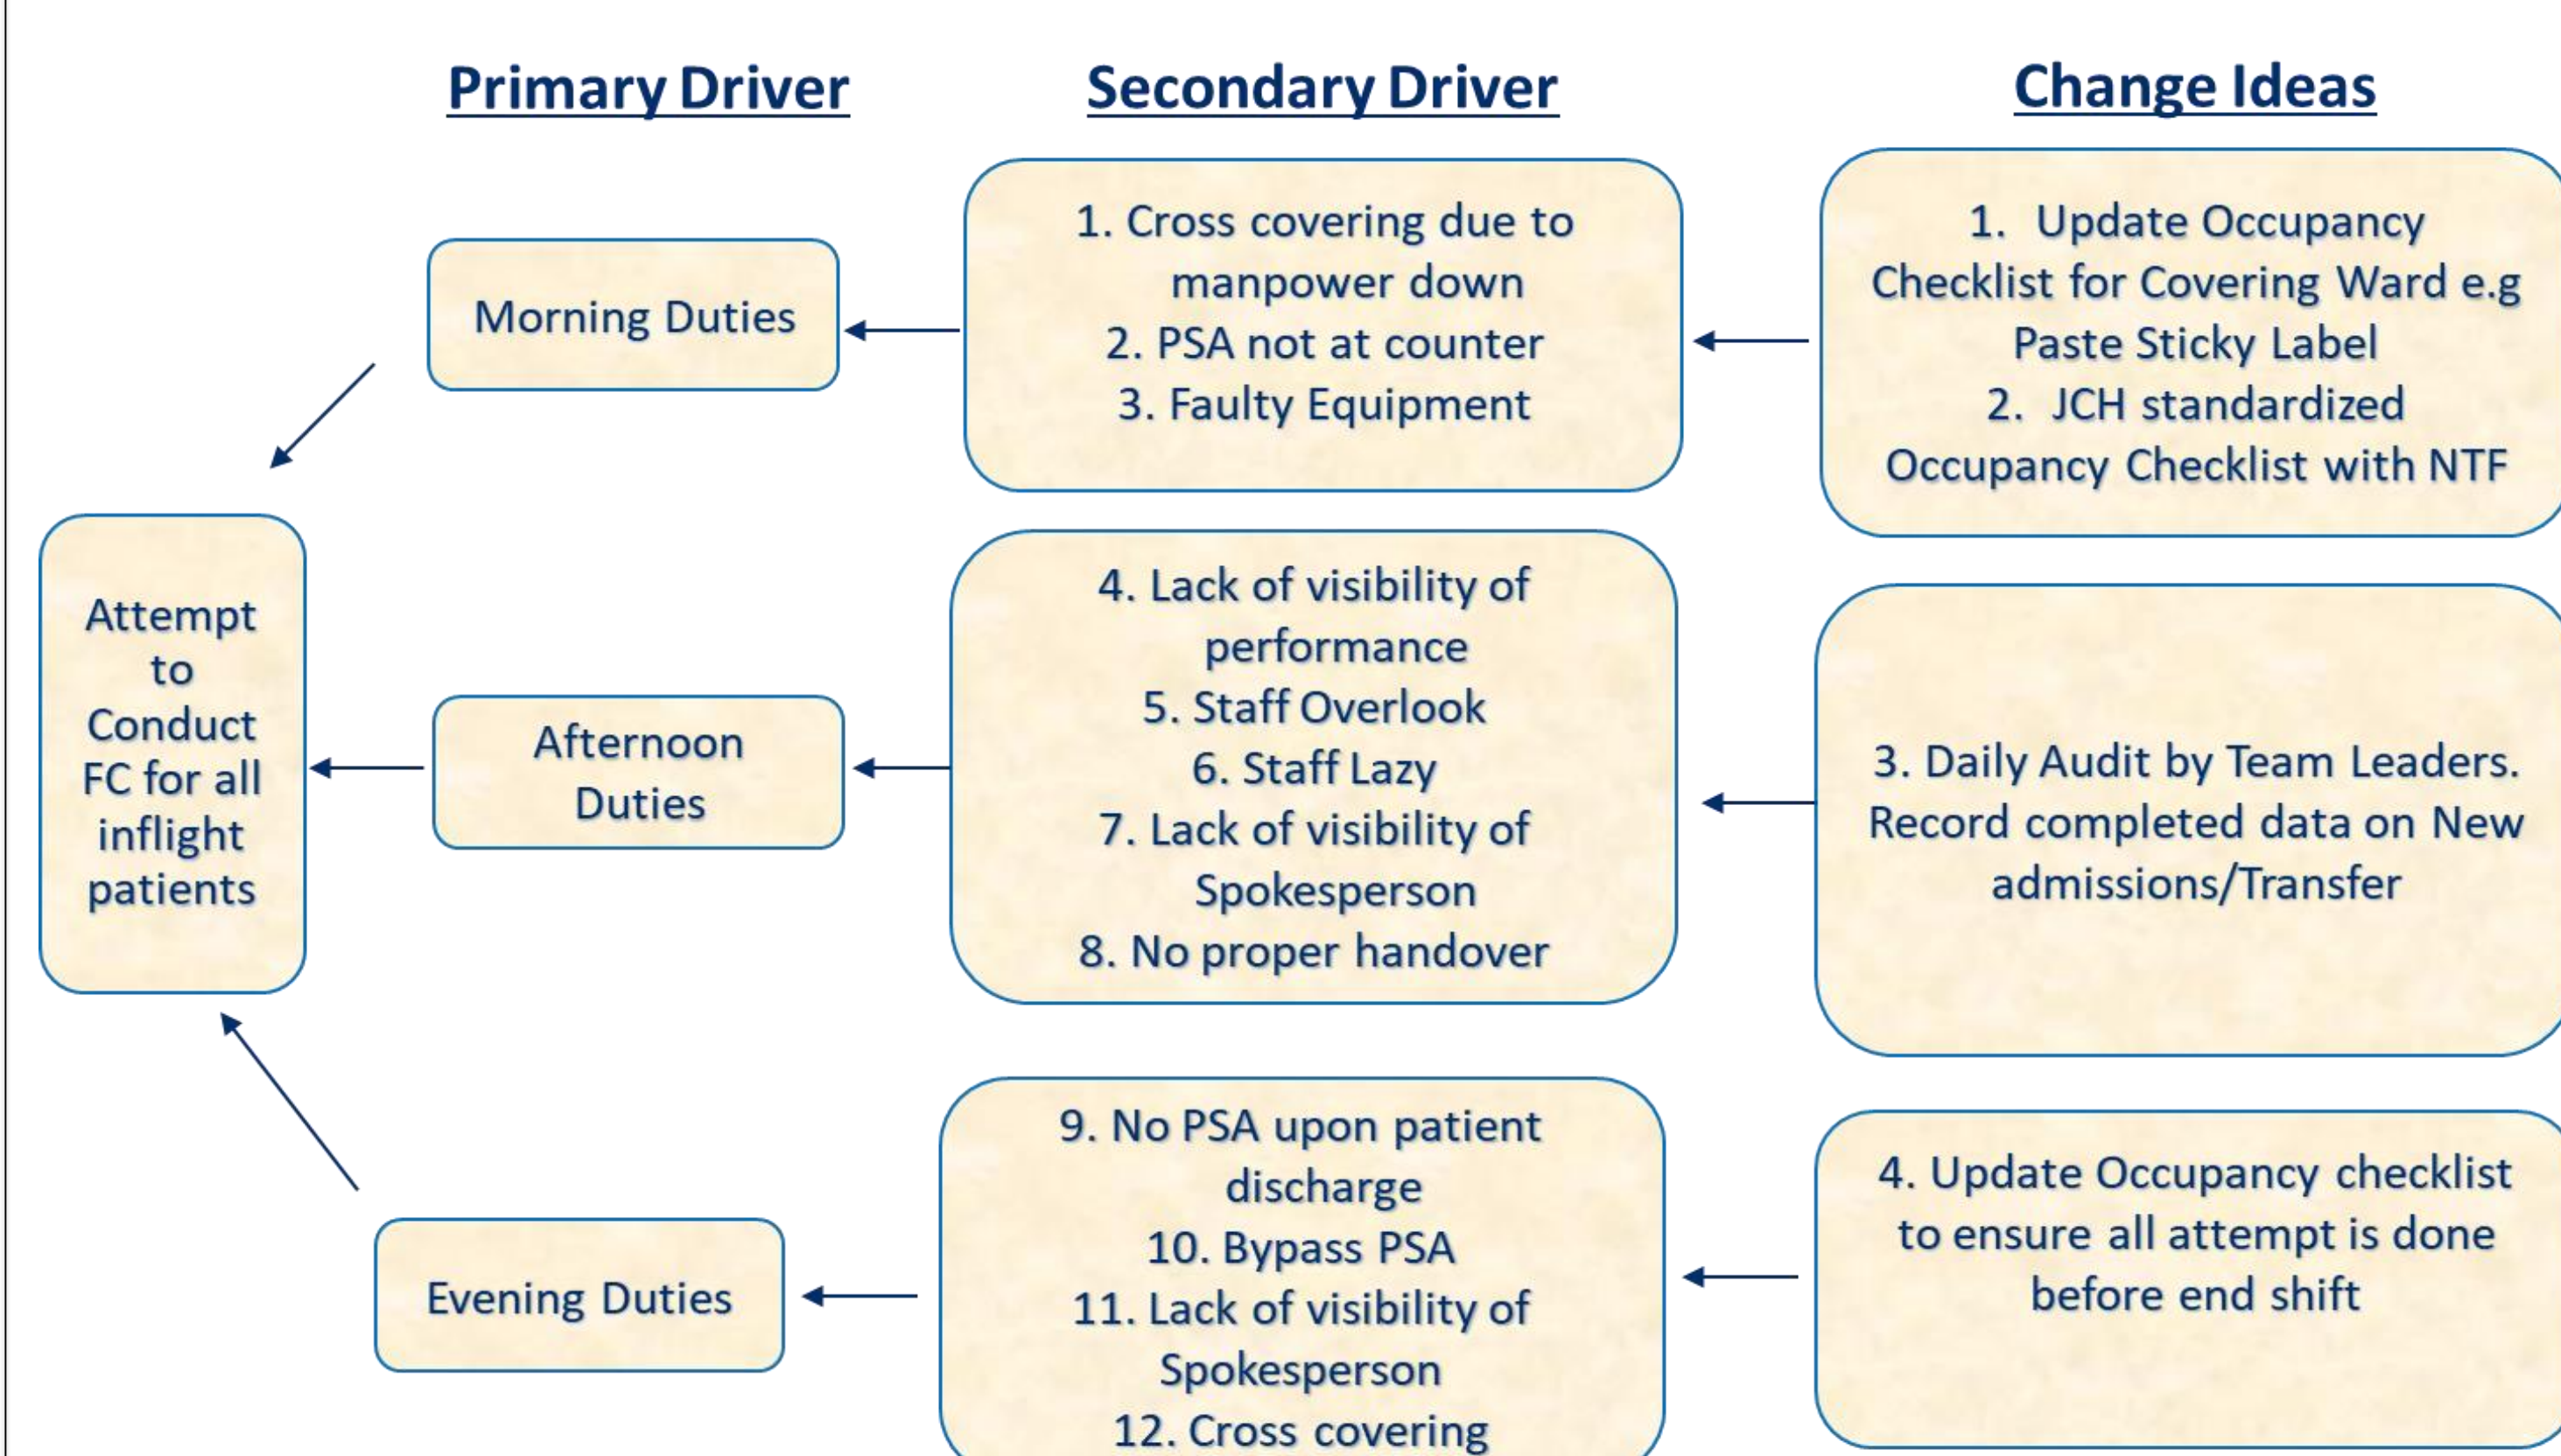 Primary Driver
Secondary Driver
Change Ideas
Attempt
to
Conduct
FC for all
inflight
patients
Morning Duties
1. Cross covering due to
manpower down
2. PSA not at counter
3. Faulty Equipment
1. Update Occupancy
Checklist for Covering Ward e.g
Paste Sticky Label
2. JCH standardized
Occupancy Checklist with NTF
Afternoon
Duties
4. Lack of visibility of
performance
5. Staff Overlook
6. Staff Lazy
7. Lack of visibility of
Spokesperson
8. No proper handover
3. Daily Audit by Team Leaders.
Record completed data on New
admissions/Transfer
Evening Duties
9. No PSA upon patient
discharge
10. Bypass PSA
11. Lack of visibility of
Spokesperson
12. Cross covering
4. Update Occupancy checklist
to ensure all attempt is done
before end shift